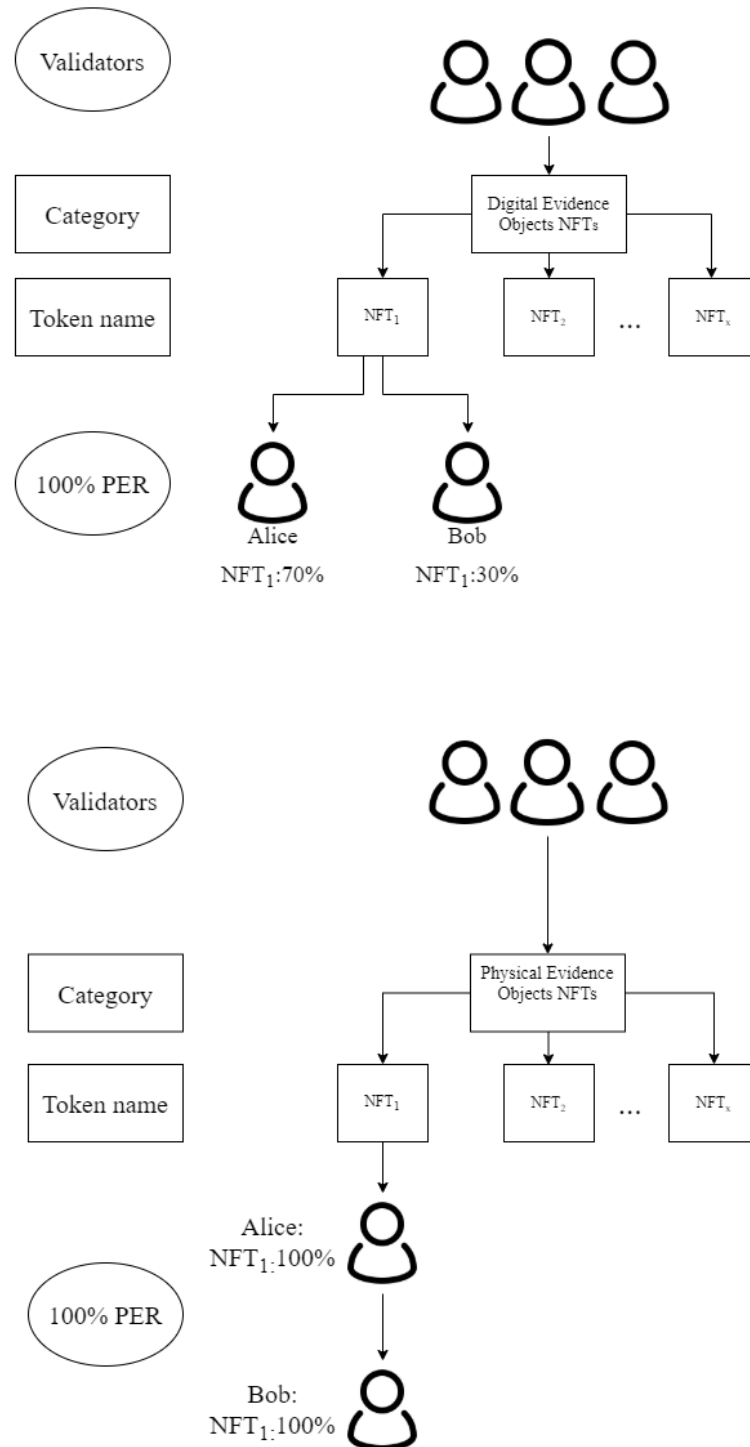 Validators
Category
Digital Evidence
Objects NFTs
Token name
NFT₁
NFT₂
...
NFTₓ
100% PER
Alice
Bob
NFT₁:70%
NFT₁:30%
Validators
Category
Physical Evidence
Objects NFTs
Token name
NFT₁
NFT₂
...
NFTₓ
Alice:
NFT₁:100%
100% PER
Bob:
NFT₁:100%